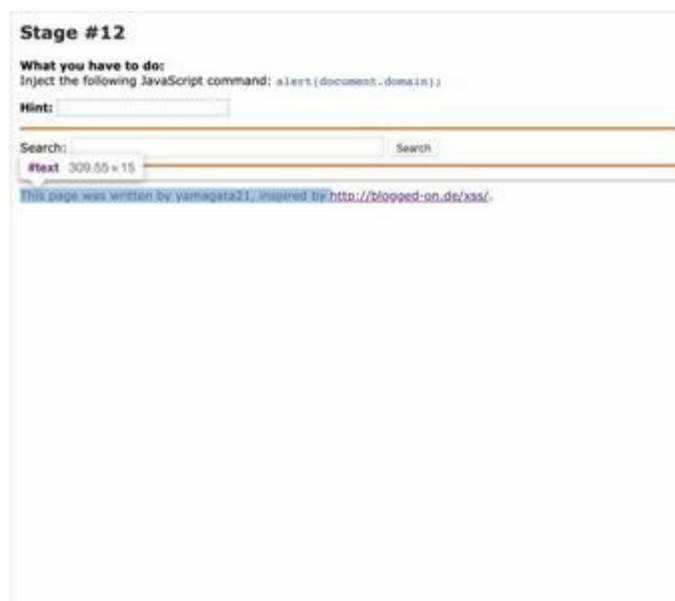 Stage #12
What you have to do:
Inject the following JavaScript command: alert(document.domain);
Hint:
Search: Search
#text 309.55 × 15
This page was written by yamagata21, inspired by http://blogged-on.de/xss/.